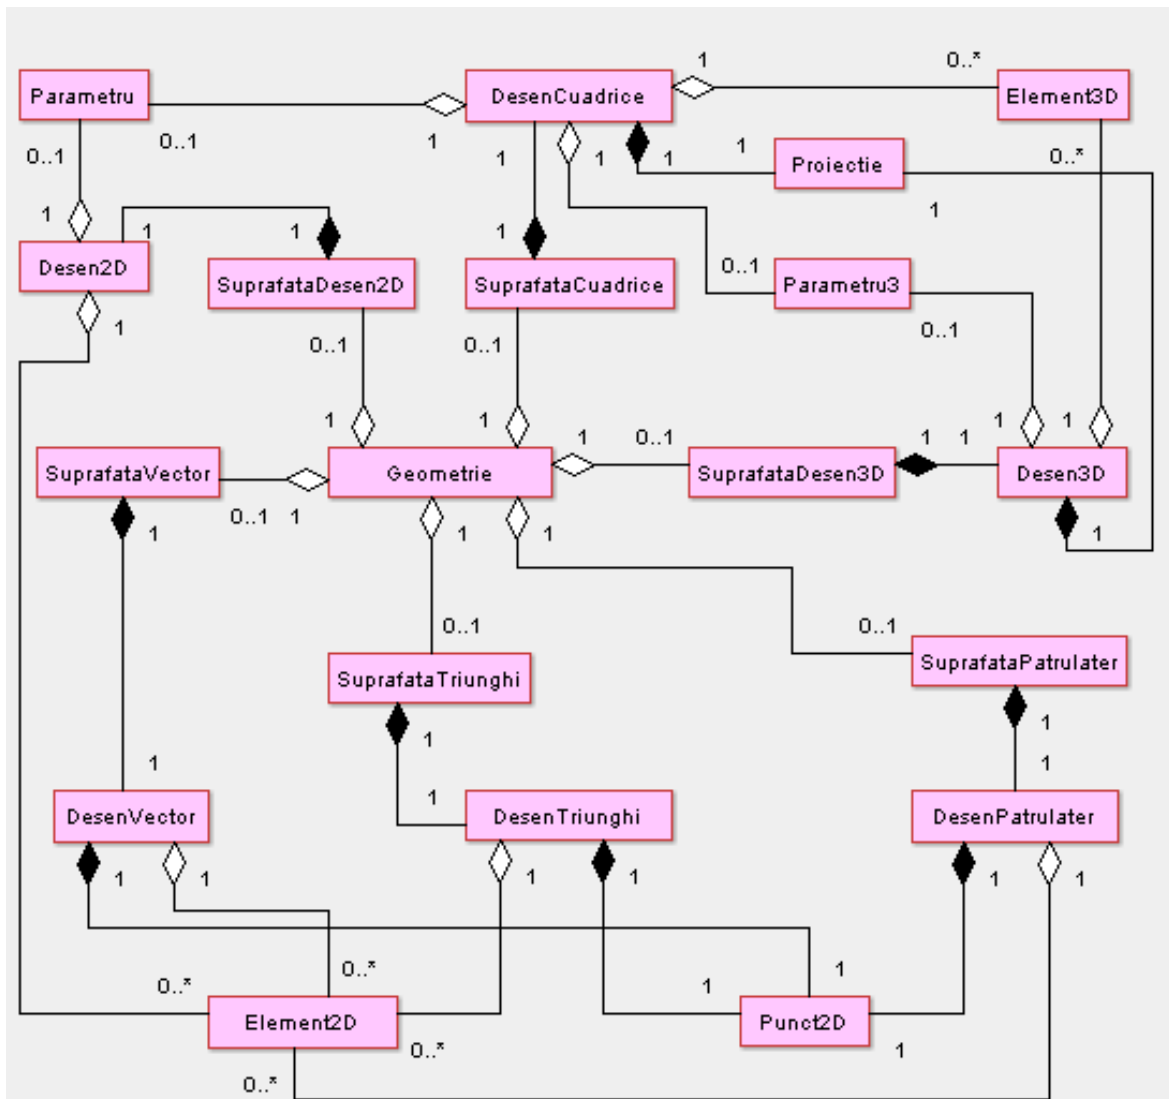 1
0..*
Parametru
DesenCuadrice
Element3D
0..1
1
0..1
1
1
1
1
0..*
Proiectie
1
1
1
1
1
Desen2D
SuprafataDesen2D
SuprafataCuadrice
0..1
Parametru3
1
0..1
0..1
0..1
1
1
1
0..1
1
1
1
1
SuprafataVector
Geometrie
SuprafataDesen3D
Desen3D
0..1
1
1
1
1
1
0..1
0..1
SuprafataTriunghi
SuprafataPatrulater
1
1
1
1
1
DesenVector
DesenTriunghi
DesenPatrulater
1
1
1
1
1
1
0..*
0..*
1
1
Element2D
Punct2D
0..*
1
0..*